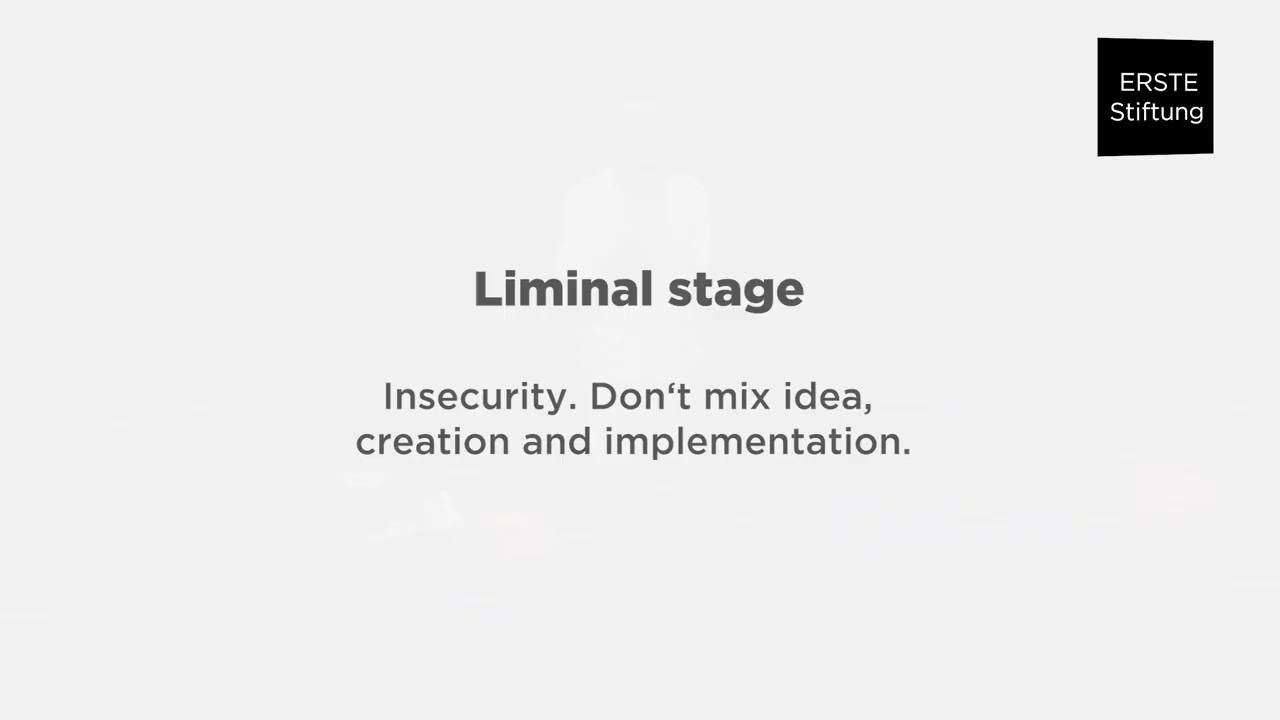 ERSTE
Stiftung
Liminal stage
Insecurity. Don‘t mix idea,
creation and implementation.